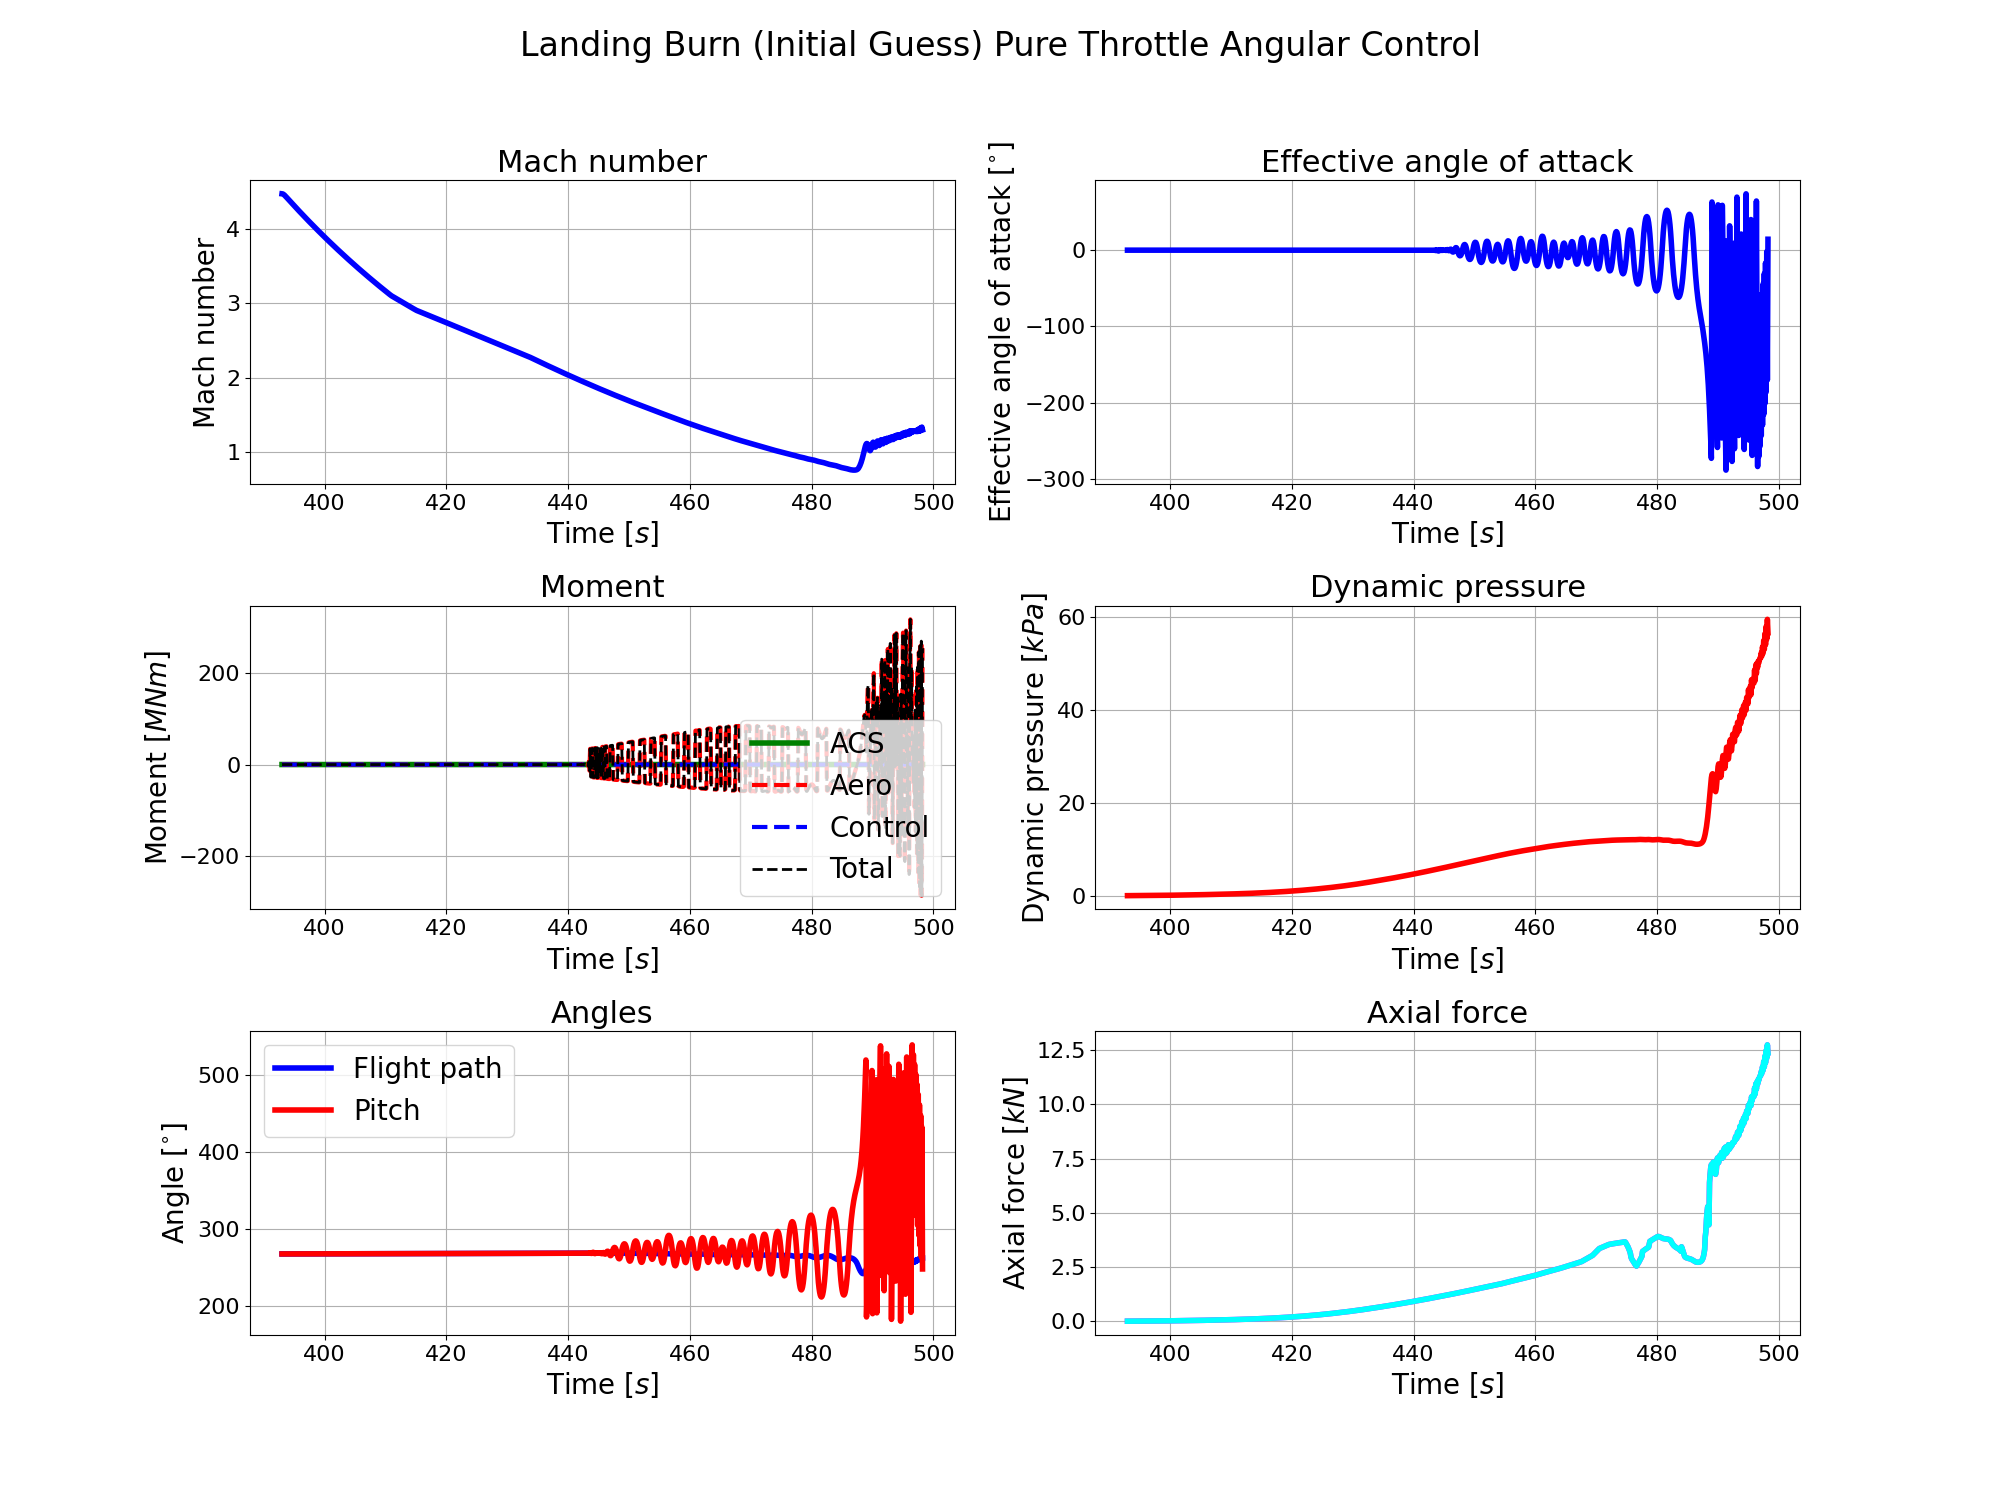 Landing Burn (Initial Guess) Pure Throttle Angular Control
Mach number
Mach number
4
3
2
1
400 420 440 460 480 500
Time [s]
Effective angle of attack
Effective angle of attack [°]
0
−100
−200
−300
400 420 440 460 480 500
Time [s]
Moment
Moment [MNm]
200
0
−200
ACS
Aero
Control
Total
400 420 440 460 480 500
Time [s]
Dynamic pressure
Dynamic pressure [kPa]
60
40
20
0
400 420 440 460 480 500
Time [s]
Angles
Angle [°]
500
400
300
200
Flight path
Pitch
400 420 440 460 480 500
Time [s]
Axial force
Axial force [kN]
12.5
10.0
7.5
5.0
2.5
0.0
400 420 440 460 480 500
Time [s]